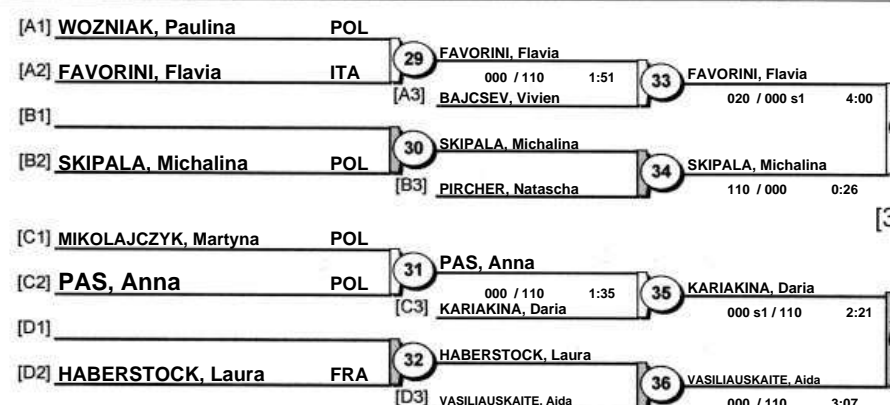 [A1] WOZNIAK, Paulina POL
29 FAVORINI, Flavia
[A2] FAVORINI, Flavia ITA
000 / 110 1:51
33 FAVORINI, Flavia
[A3] BAJCSEV, Vivien
020 / 000 s1 4:00
[B1]
30 SKIPALA, Michalina
[B2] SKIPALA, Michalina POL
34 SKIPALA, Michalina
[B3] PIRCHER, Natascha
110 / 000 0:26
[3
[C1] MIKOLAJCZYK, Martyna POL
31 PAS, Anna
[C2] PAS, Anna POL
000 / 110 1:35
35 KARIAKINA, Daria
[C3] KARIAKINA, Daria
000 s1 / 110 2:21
[D1]
32 HABERSTOCK, Laura
[D2] HABERSTOCK, Laura FRA
36 VASILIAUSKAITE, Aida
[D3] VASILIAUSKAITE, Aida
000 / 110 3:07